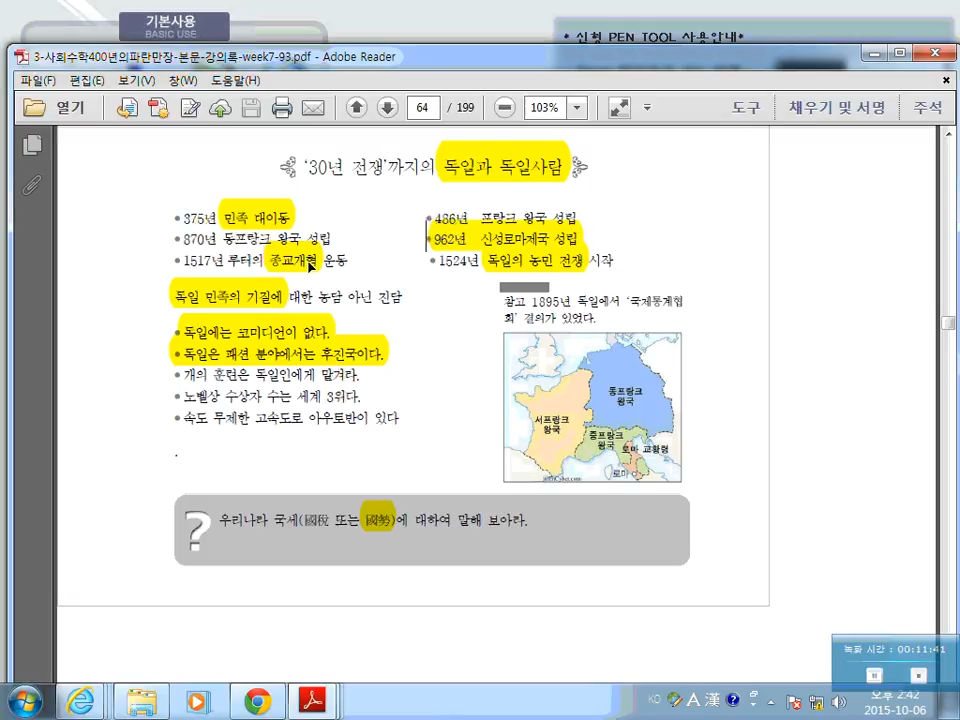 기본사용
BASIC USE
* 신형 PEN TOOL 사용안내*
3-사회수학400년의파란만장-본문-강의록-week7-93.pdf - Adobe Reader
파일(F) 편집(E) 보기(V) 창(W) 도움말(H)
열기 64 / 199 103% 도구 채우기 및 서명 주석
'30년 전쟁'까지의 독일과 독일사람
• 375년 민족 대이동
• 870년 동프랑크 왕국 성립
• 1517년 루터의 종교개혁 운동
• 486년 프랑크 왕국 성립
• 962년 신성로마제국 성립
• 1524년 독일의 농민 전쟁 시작
독일 민족의 기질에 대한 농담 아닌 진담
• 독일에는 코미디언이 없다.
• 독일은 패션 분야에서는 후진국이다.
• 개의 훈련은 독일인에게 맡겨라.
• 노벨상 수상자 수는 세계 3위다.
• 속도 무제한 고속도로 아우토반이 있다
.
참고 1895년 독일에서 '국제통계협
회' 결의가 있었다.
동프랑크
왕국
서프랑크
왕국
중프랑크
왕국
로마 교황령
로마
? 우리나라 국세(國稅 또는 國勢)에 대하여 말해 보아라.
녹화 시간 : 00:11:41
KO A 漢
오후 2:42
2015-10-06